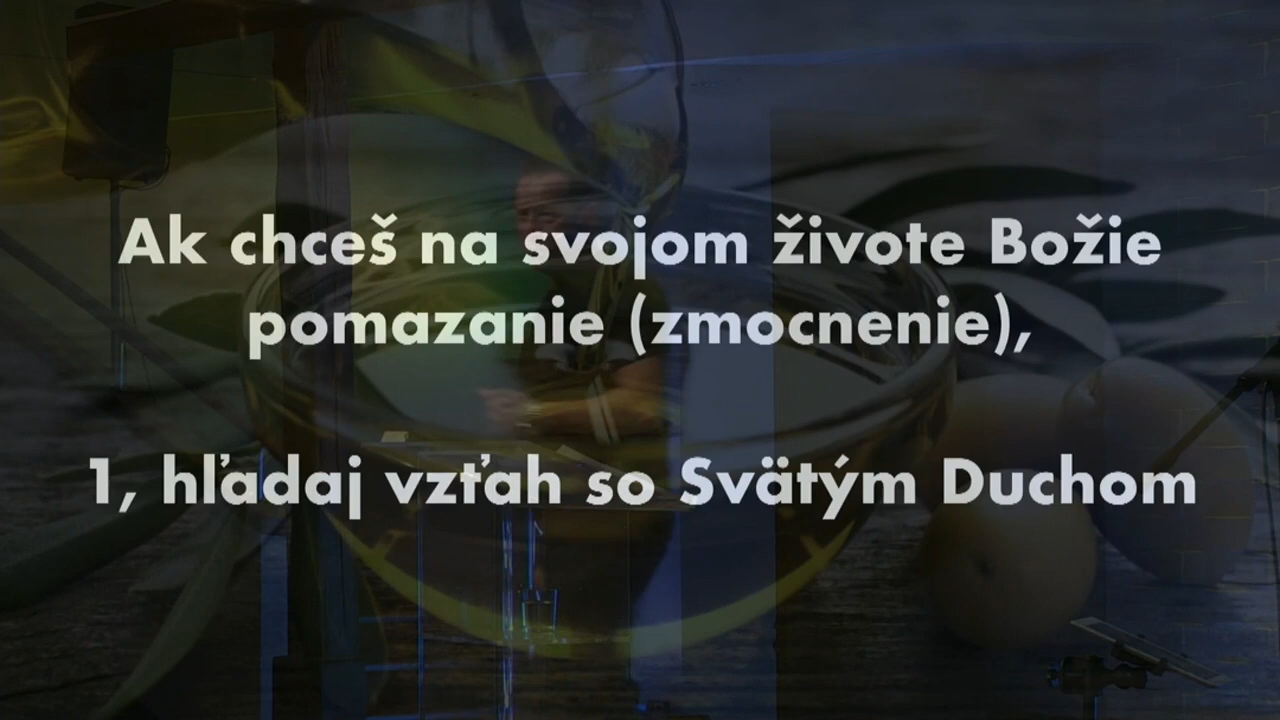 Ak chceš na svojom živote Božie
pomazanie (zmocnenie),
1, hľadaj vzťah so Svätým Duchom